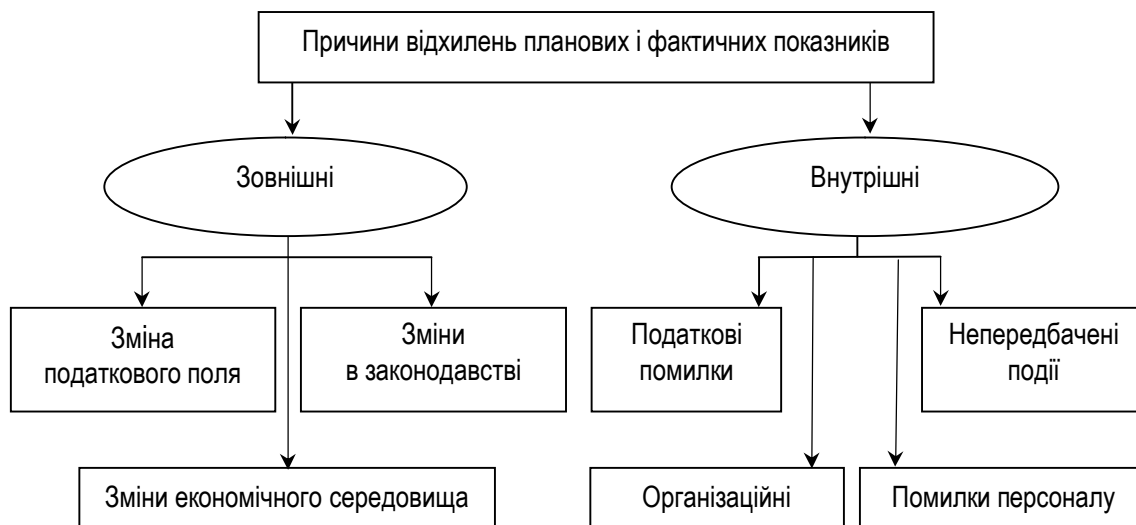 Причини відхилень планових і фактичних показників
Зовнішні
Внутрішні
Зміна
податкового поля
Зміни
в законодавстві
Податкові
помилки
Непередбачені
події
Зміни економічного середовища
Організаційні
Помилки персоналу